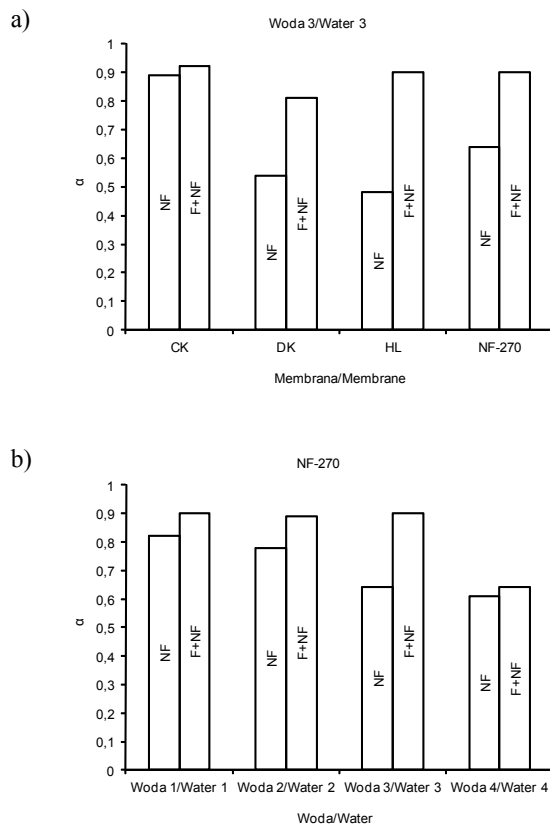 a)
Woda 3/Water 3
1
0,9
0,8
0,7
0,6
0,5
0,4
0,3
0,2
0,1
0
α
NF
F+NF
NF
F+NF
NF
F+NF
NF
F+NF
CK DK HL NF-270
Membrana/Membrane
b)
NF-270
1
0,9
0,8
0,7
0,6
0,5
0,4
0,3
0,2
0,1
0
α
NF
F+NF
NF
F+NF
NF
F+NF
NF
F+NF
Woda 1/Water 1 Woda 2/Water 2 Woda 3/Water 3 Woda 4/Water 4
Woda/Water